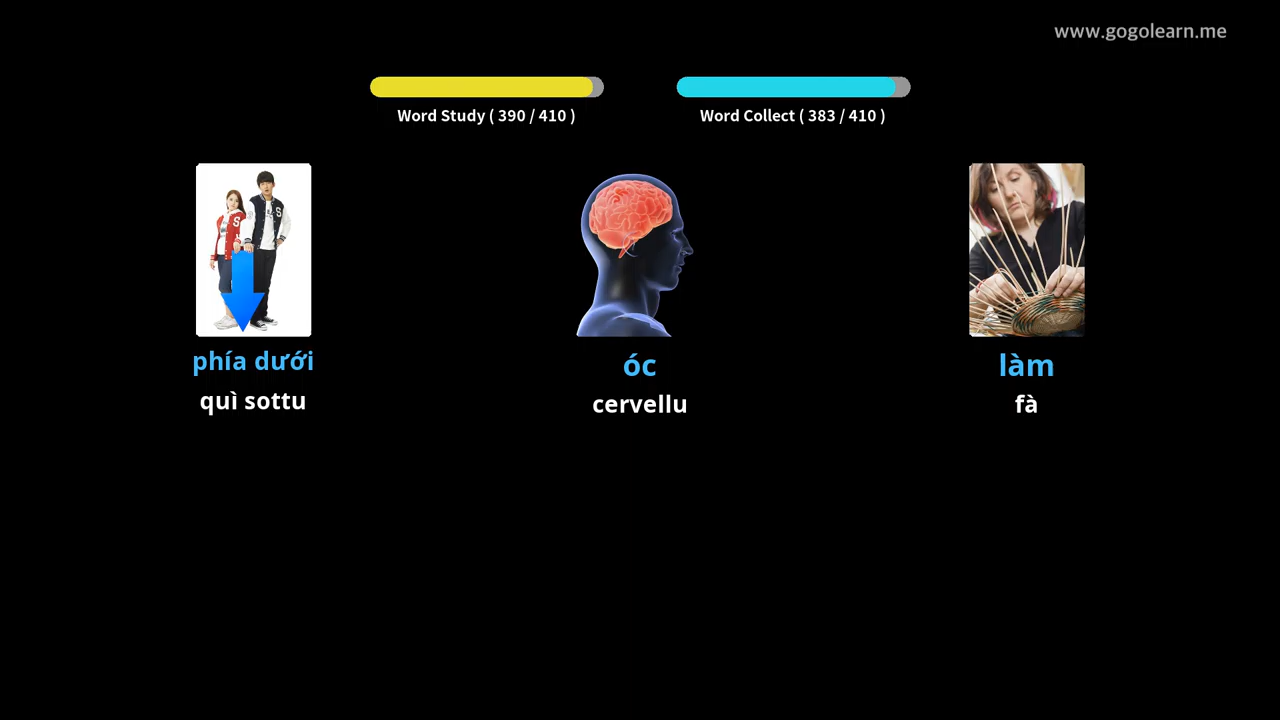 www.gogolearn.me
Word Study ( 390 / 410 )
Word Collect ( 383 / 410 )
S
S
phía dưới
quì sottu
óc
cervellu
làm
fà